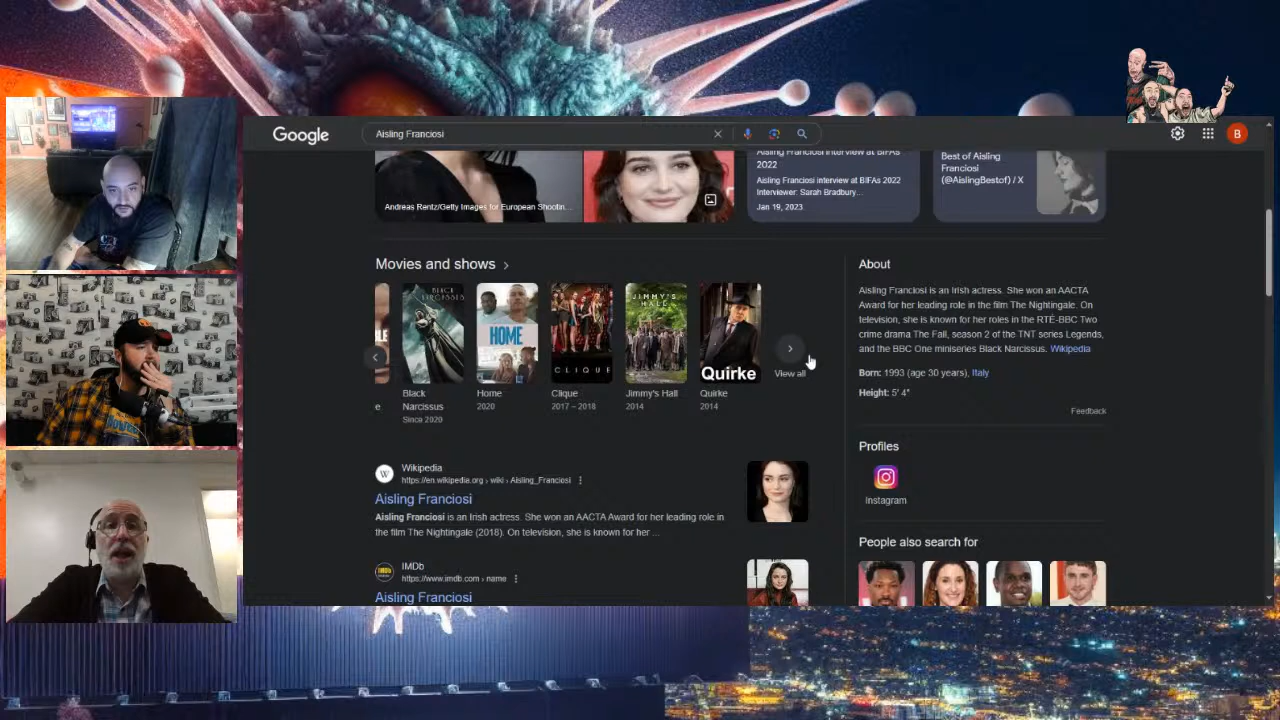 Google
Aisling Franciosi
B
Andreas Rentz/Getty Images for European Shootin...
Aisling Franciosi interview at BIFAs
2022
Aisling Franciosi interview at BIFAs 2022
Interviewer: Sarah Bradbury...
Jan 19, 2023
Best of Aisling
Franciosi
(@AislingBestof) / X
Movies and shows
BLACK NARCISSUS
HOME
CLIQUE
JIMMY'S HALL
Quirke
View all
e
Black
Narcissus
Since 2020
Home
2020
Clique
2017 – 2018
Jimmy's Hall
2014
Quirke
2014
W
Wikipedia
https://en.wikipedia.org › wiki › Aisling_Franciosi
Aisling Franciosi
Aisling Franciosi is an Irish actress. She won an AACTA Award for her leading role in
the film The Nightingale (2018). On television, she is known for her ...
IMDb
IMDb
https://www.imdb.com › name
Aisling Franciosi
About
Aisling Franciosi is an Irish actress. She won an AACTA
Award for her leading role in the film The Nightingale. On
television, she is known for her roles in the RTÉ-BBC Two
crime drama The Fall, season 2 of the TNT series Legends,
and the BBC One miniseries Black Narcissus. Wikipedia
Born: 1993 (age 30 years), Italy
Height: 5′ 4″
Feedback
Profiles
Instagram
People also search for